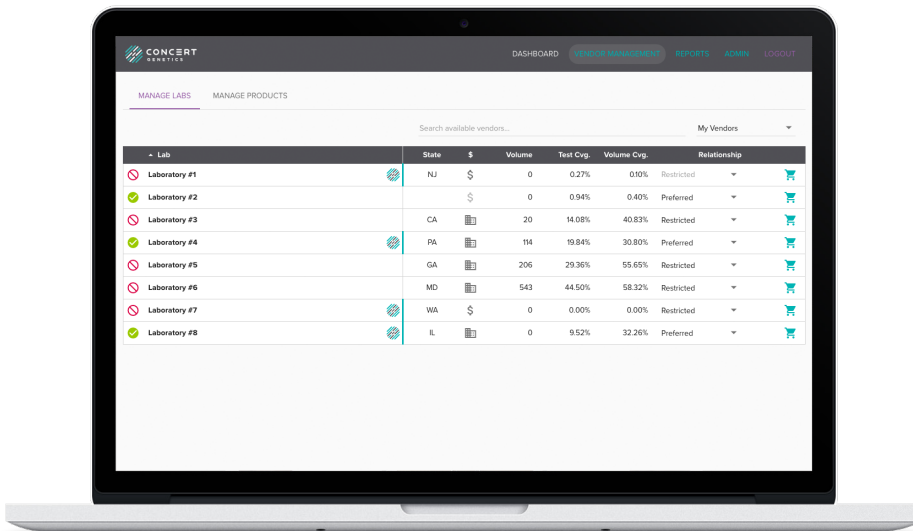 CONCERT
GENETICS
DASHBOARD VENDOR MANAGEMENT REPORTS ADMIN LOGOUT
MANAGE LABS MANAGE PRODUCTS
Search available vendors... My Vendors
Lab State $ Volume Test Cvg. Volume Cvg. Relationship
Laboratory #1 NJ $ 0 0.27% 0.10% Restricted
Laboratory #2 $ 0 0.94% 0.40% Preferred
Laboratory #3 CA 20 14.08% 40.83% Restricted
Laboratory #4 PA 114 19.84% 30.80% Preferred
Laboratory #5 GA 206 29.36% 55.65% Restricted
Laboratory #6 MD 543 44.50% 58.32% Restricted
Laboratory #7 WA $ 0 0.00% 0.00% Restricted
Laboratory #8 IL 0 9.52% 32.26% Preferred